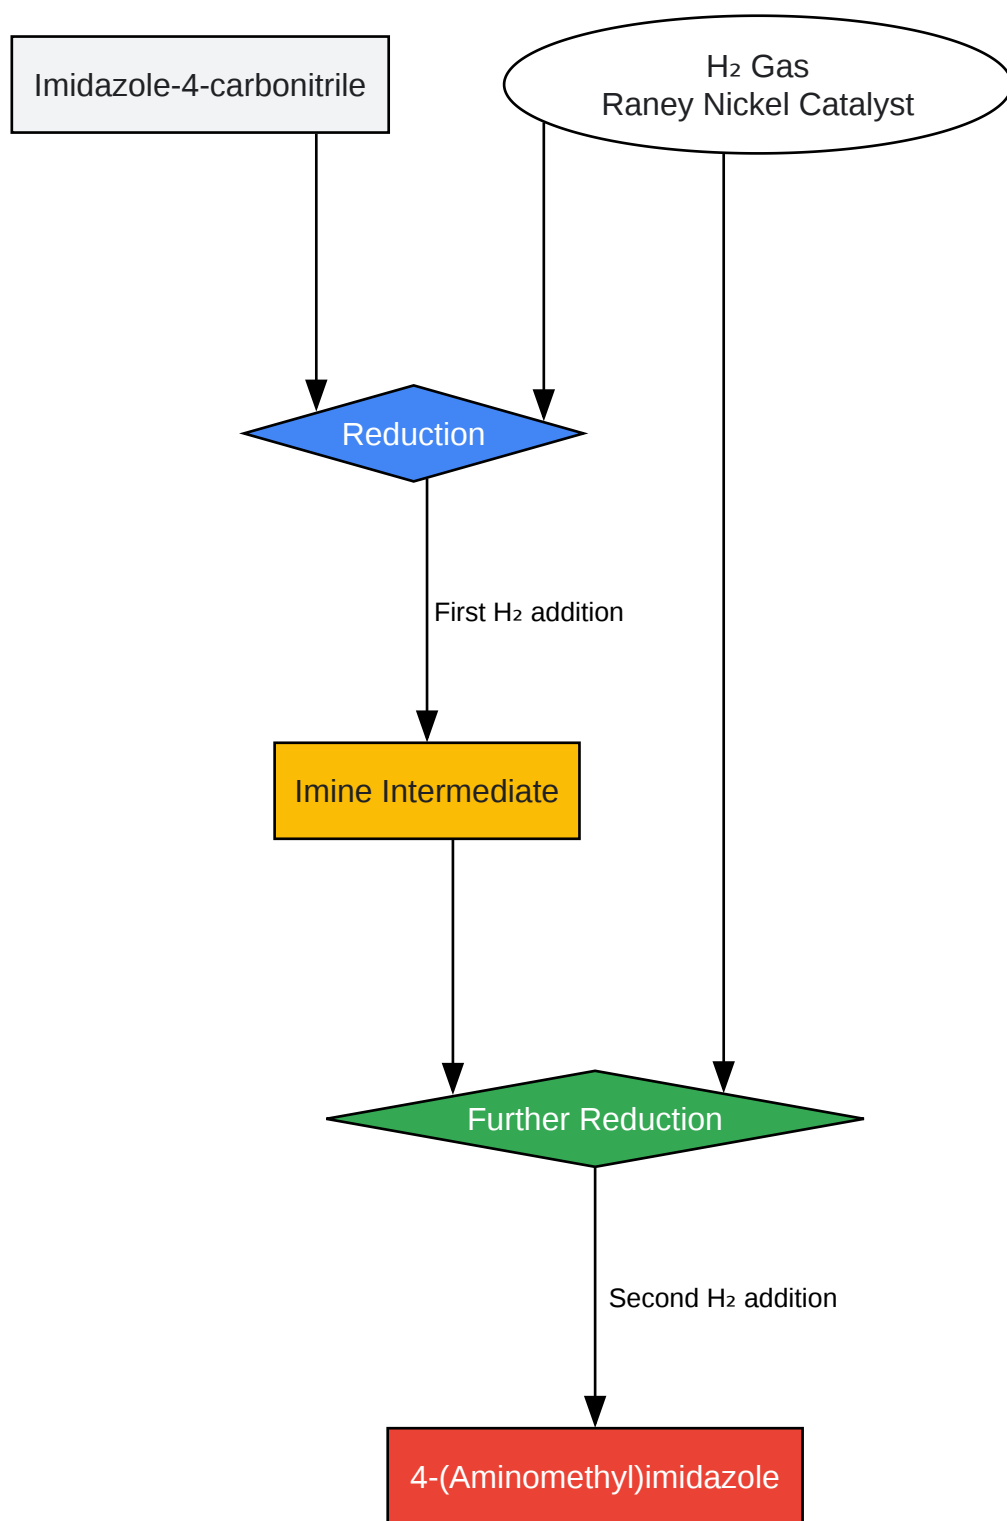 Imidazole-4-carbonitrile
H₂ Gas
Raney Nickel Catalyst
Reduction
First H₂ addition
Imine Intermediate
Further Reduction
Second H₂ addition
4-(Aminomethyl)imidazole